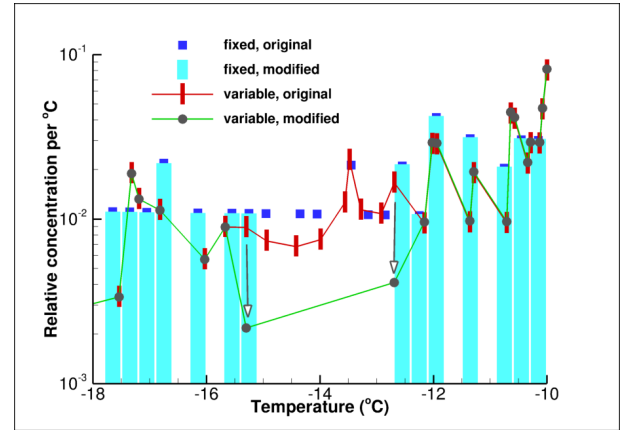 fixed, original
fixed, modified
variable, original
variable, modified
Relative concentration per °C
10⁻¹
10⁻²
10⁻³
-18 -16 -14 -12 -10
Temperature (°C)